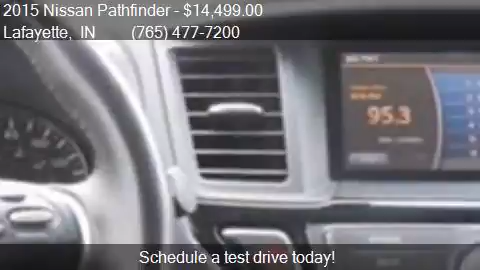 2015 Nissan Pathfinder - $14,499.00
Lafayette, IN (765) 477-7200
95.3
Schedule a test drive today!